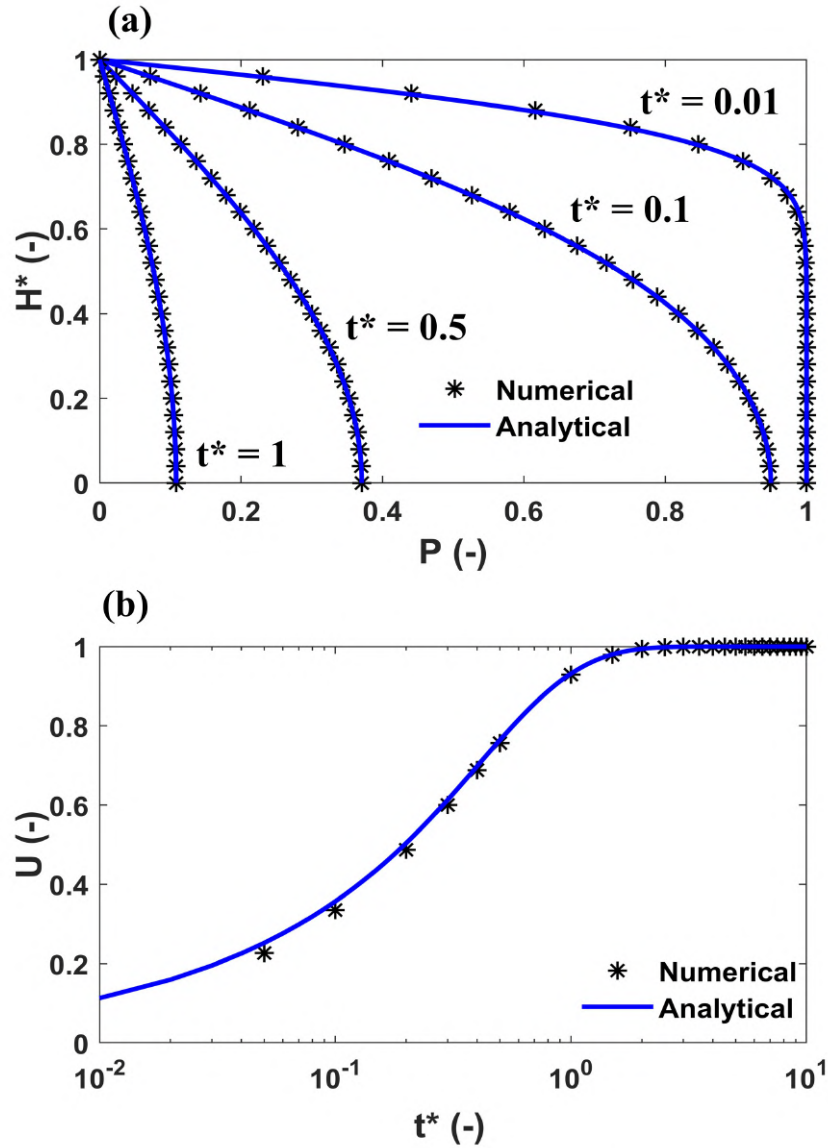 (a)
1
0.8
0.6
0.4
0.2
0
H* (-)
t* = 0.01
t* = 0.1
t* = 0.5
t* = 1
Numerical
Analytical
0 0.2 0.4 0.6 0.8 1
P (-)
(b)
1
0.8
0.6
0.4
0.2
0
U (-)
Numerical
Analytical
10⁻² 10⁻¹ 10⁰ 10¹
t* (-)